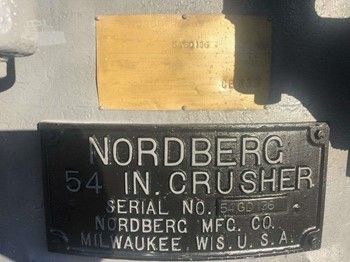 NORDBERG
54 IN. CRUSHER
SERIAL NO.
NORDBERG MFG. CO.
MILWAUKEE, WIS. U.S.A.